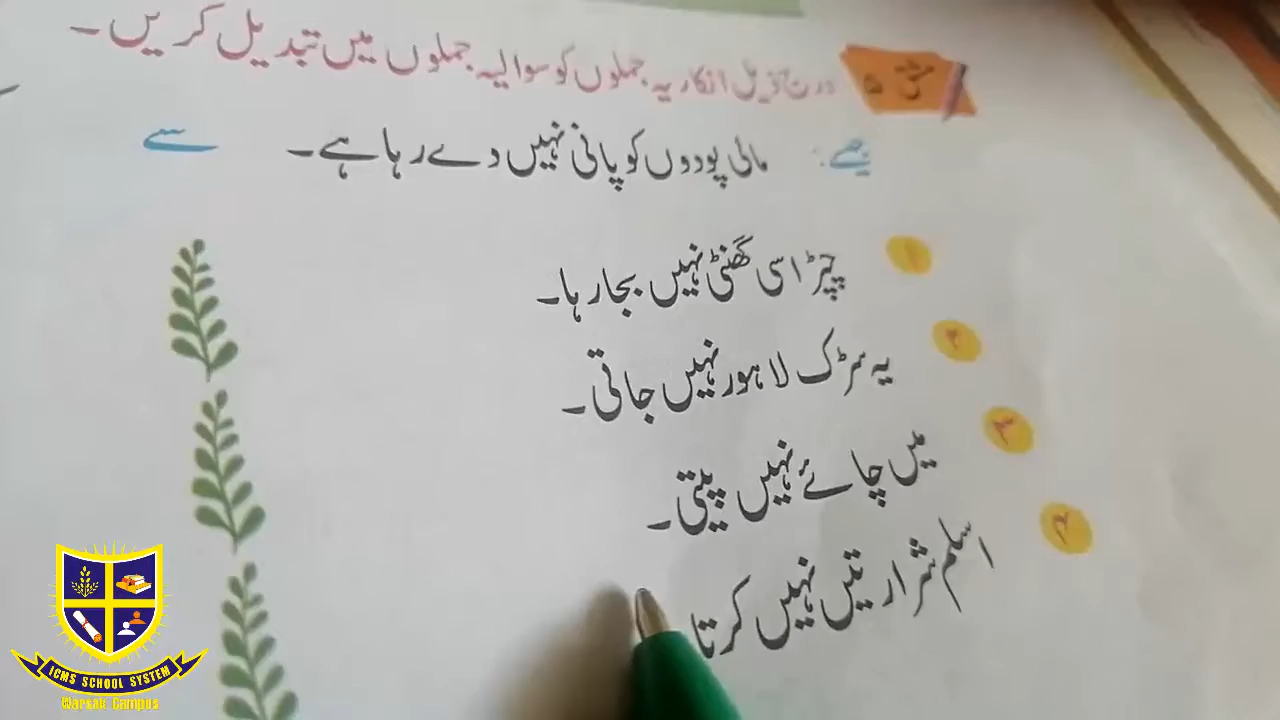 مشق ۵
درج ذیل انکاریہ جملوں کو سوالیہ جملوں میں تبدیل کریں۔
جیسے: مالی پودوں کو پانی نہیں دے رہا ہے۔ سے
۱ چپڑاسی گھنٹی نہیں بجا رہا۔
۲ یہ سڑک لاہور نہیں جاتی۔
۳ میں چائے نہیں پیتی۔
۴ اسلم شرارتیں نہیں کرتا
ICMS SCHOOL SYSTEM
Warsak Campus